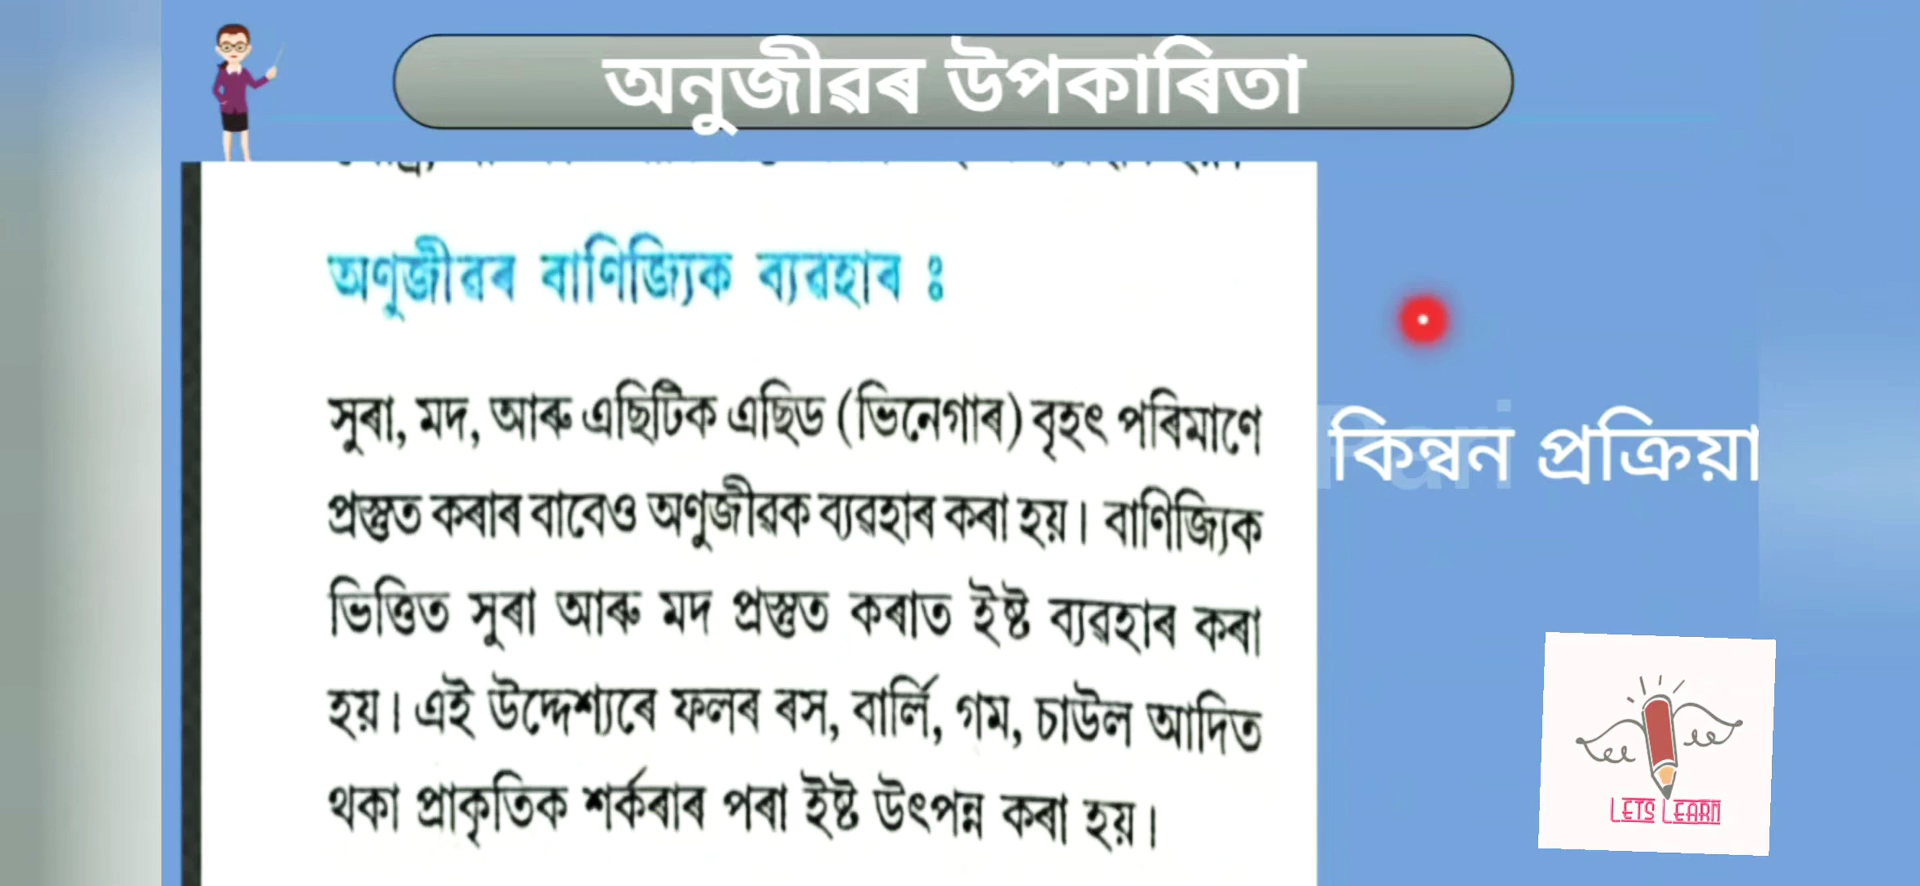 অনুজীৱৰ উপকাৰিতা
অণুজীৱৰ বাণিজ্যিক ব্যৱহাৰ ঃ
সুৰা, মদ, আৰু এছিটিক এছিড (ভিনেগাৰ) বৃহৎ পৰিমাণে
প্ৰস্তুত কৰাৰ বাবেও অণুজীৱক ব্যৱহাৰ কৰা হয়। বাণিজ্যিক
ভিত্তিত সুৰা আৰু মদ প্ৰস্তুত কৰাত ইষ্ট ব্যৱহাৰ কৰা
হয়। এই উদ্দেশ্যৰে ফলৰ ৰস, বাৰ্লি, গম, চাউল আদিত
থকা প্ৰাকৃতিক শৰ্কৰাৰ পৰা ইষ্ট উৎপন্ন কৰা হয়।
কিন্বন প্ৰক্ৰিয়া
LETS LEARN